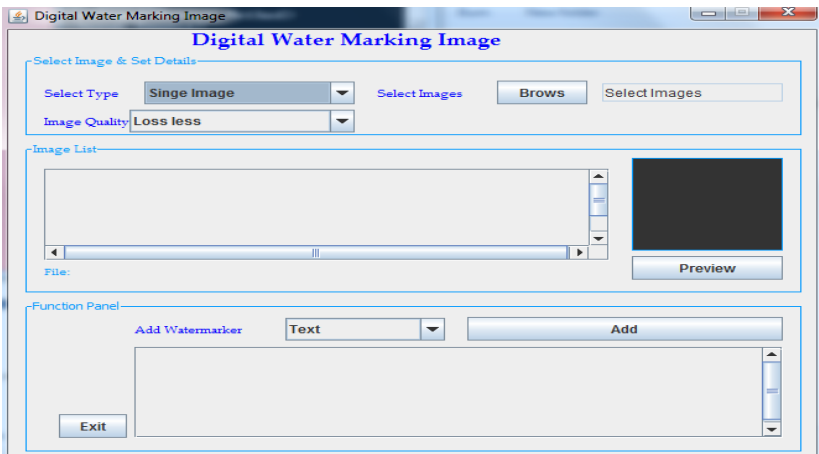 Digital Water Marking Image
Digital Water Marking Image
Select Image & Set Details
Select Type Singe Image Select Images Brows Select Images
Image Quality Loss less
Image List
File:
Preview
Function Panel
Add Watermarker Text Add
Exit